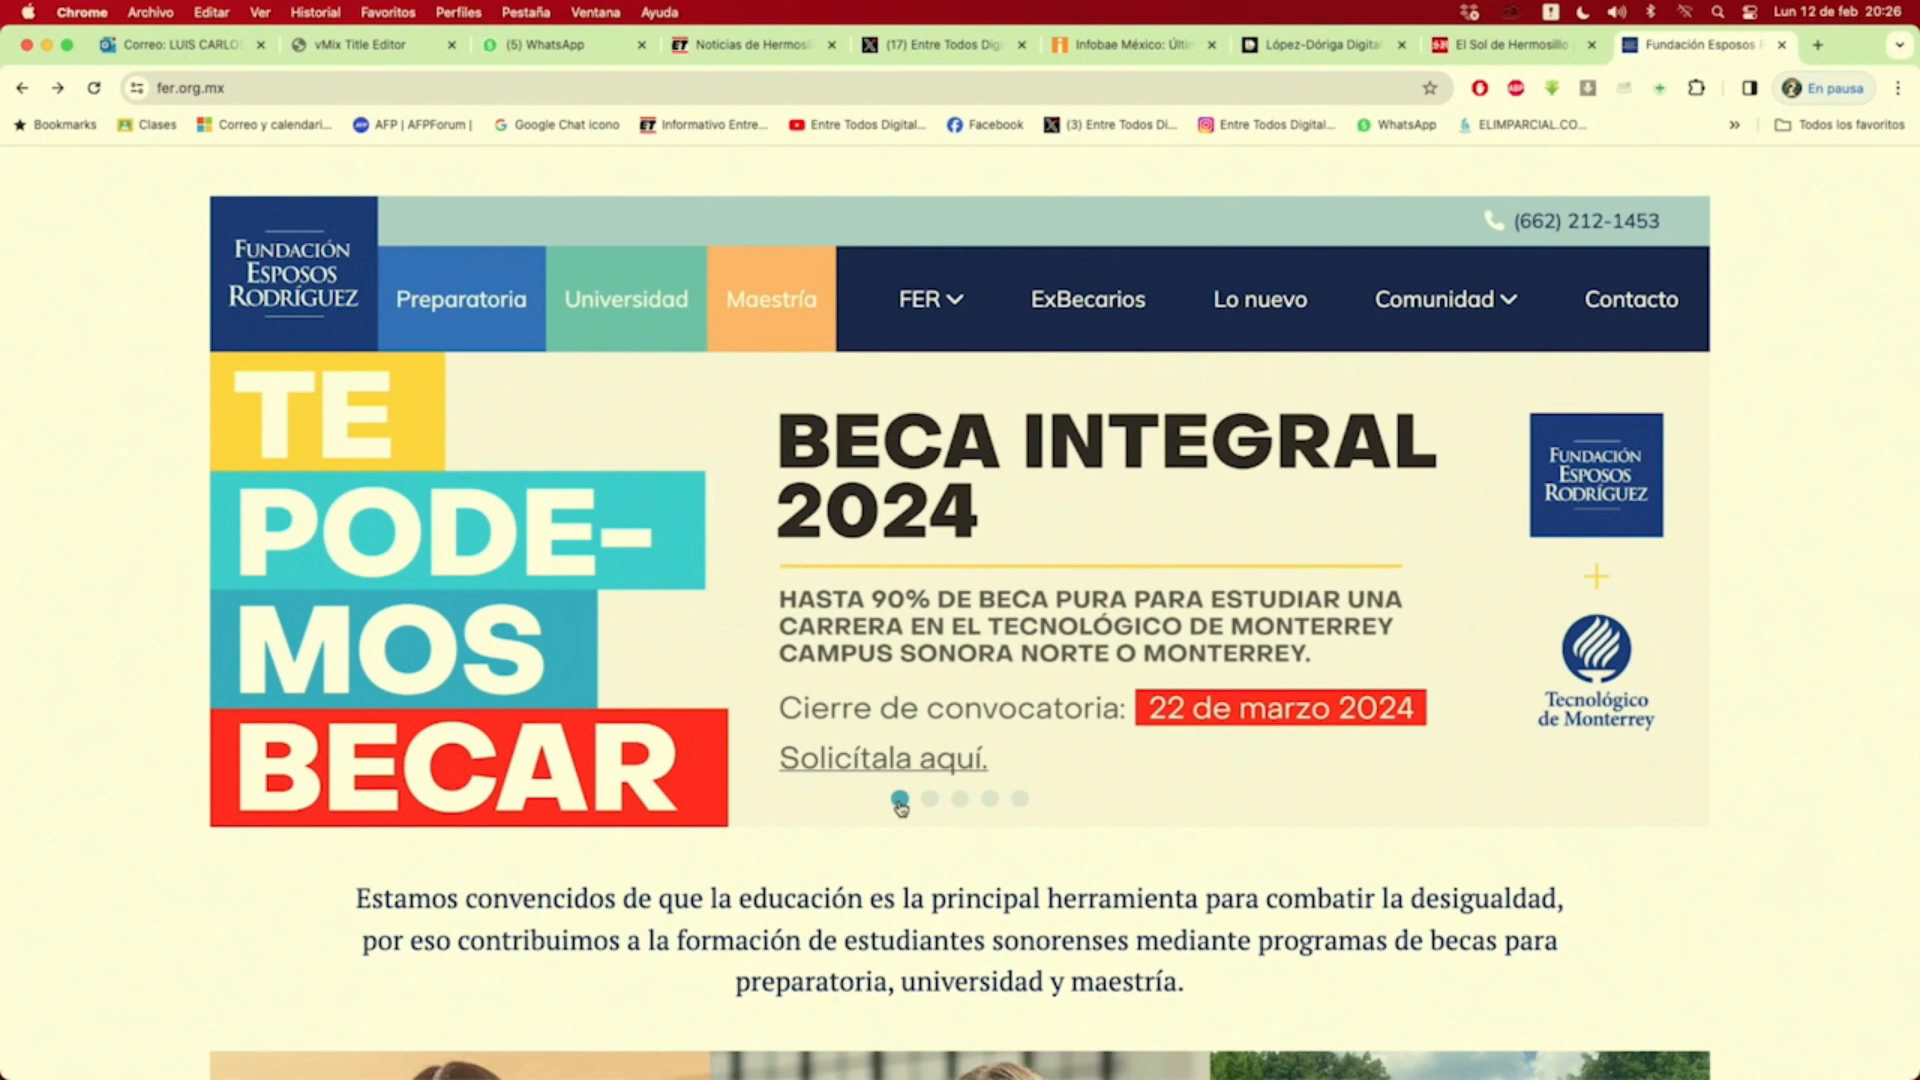 Chrome Archivo Editar Ver Historial Favoritos Perfiles Pestaña Ventana Ayuda Lun 12 de feb 20:26
Correo: LUIS CARLO vMix Title Editor (5) WhatsApp Noticias de Hermosi (17) Entre Todos Dig Infobae México: Últi López-Dóriga Digital El Sol de Hermosillo Fundación Esposos
fer.org.mx En pausa
Bookmarks Clases Correo y calendari... AFP | AFPForum | Google Chat icono Informativo Entre... Entre Todos Digital... Facebook (3) Entre Todos Di... Entre Todos Digital... WhatsApp ELIMPARCIAL.CO... Todos los favoritos
(662) 212-1453
FUNDACIÓN
ESPOSOS
RODRÍGUEZ
Preparatoria Universidad Maestría FER ExBecarios Lo nuevo Comunidad Contacto
TE
PODE-
MOS
BECAR
BECA INTEGRAL
2024
HASTA 90% DE BECA PURA PARA ESTUDIAR UNA
CARRERA EN EL TECNOLÓGICO DE MONTERREY
CAMPUS SONORA NORTE O MONTERREY.
Cierre de convocatoria: 22 de marzo 2024
Solicítala aquí.
FUNDACIÓN
ESPOSOS
RODRÍGUEZ
+
Tecnológico
de Monterrey
Estamos convencidos de que la educación es la principal herramienta para combatir la desigualdad,
por eso contribuimos a la formación de estudiantes sonorenses mediante programas de becas para
preparatoria, universidad y maestría.